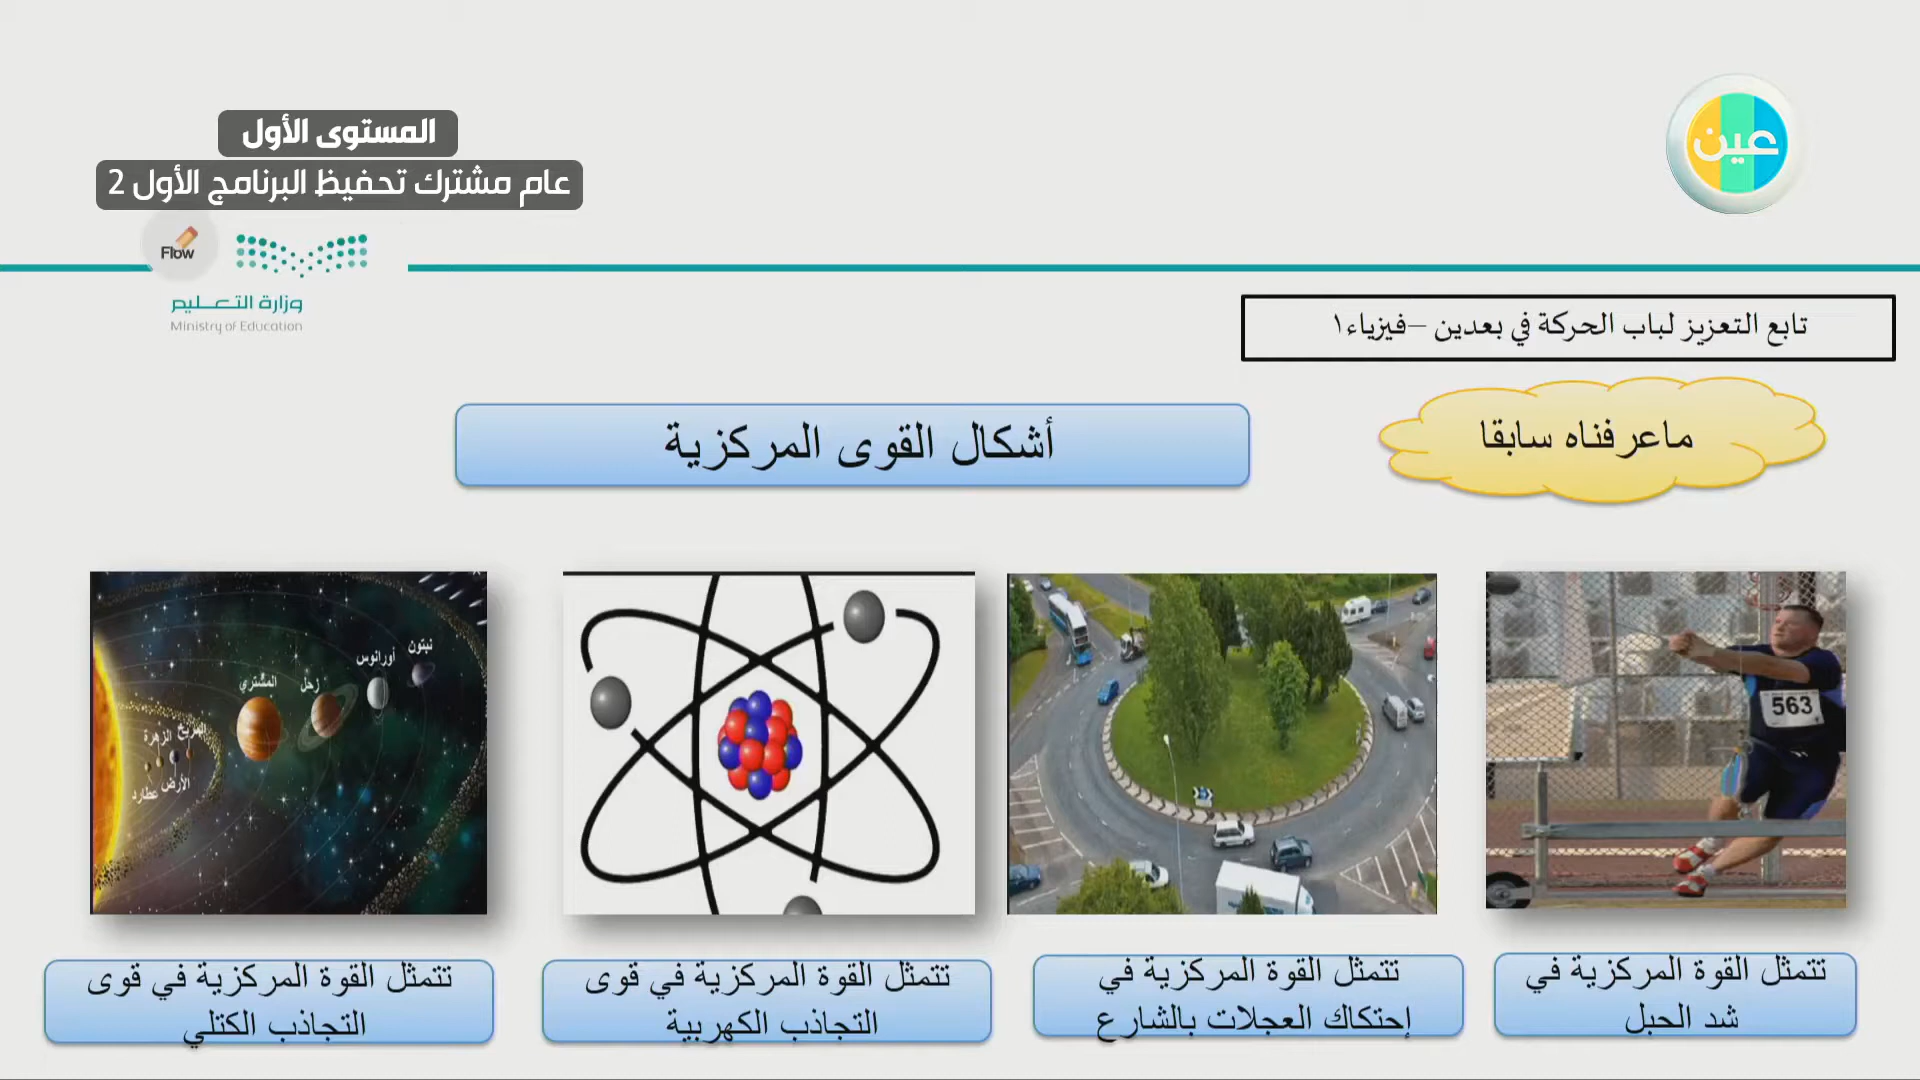 المستوى الأول
عام مشترك تحفيظ البرنامج الأول 2
عين
Flow
وزارة التعليم
Ministry of Education
تابع التعزيز لباب الحركة في بعدين – فيزياء١
ماعرفناه سابقا
أشكال القوى المركزية
563
نبتون
أورانوس
زحل
المشتري
المريخ
الزهرة
الأرض
عطارد
تتمثل القوة المركزية في
شد الحبل
تتمثل القوة المركزية في
إحتكاك العجلات بالشارع
تتمثل القوة المركزية في قوى
التجاذب الكهربية
تتمثل القوة المركزية في قوى
التجاذب الكتلي